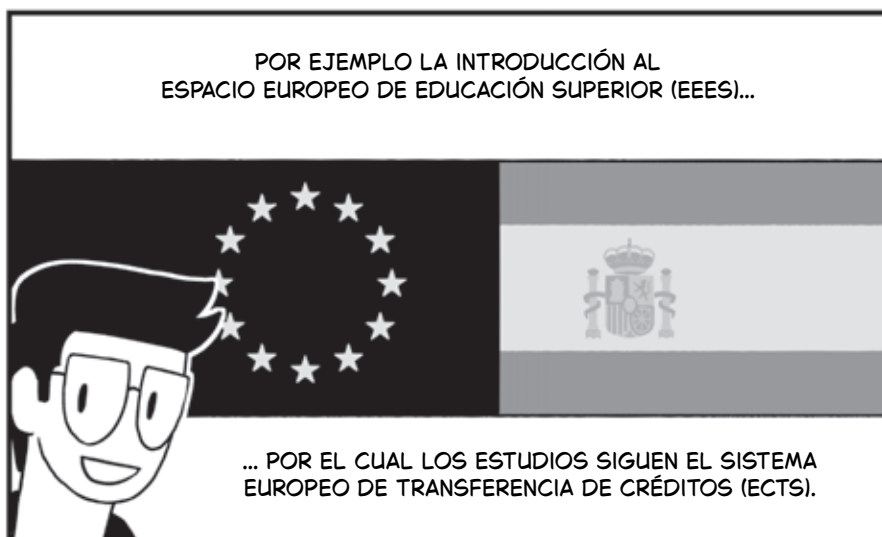 POR EJEMPLO LA INTRODUCCIÓN AL
ESPACIO EUROPEO DE EDUCACIÓN SUPERIOR (EEES)...
... POR EL CUAL LOS ESTUDIOS SIGUEN EL SISTEMA
EUROPEO DE TRANSFERENCIA DE CRÉDITOS (ECTS).